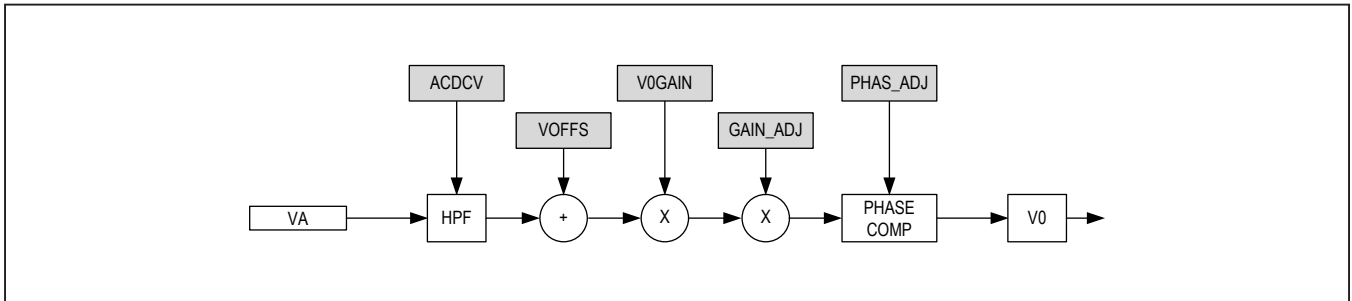 ACDCV
V0GAIN
PHAS_ADJ
VOFFS
GAIN_ADJ
VA
HPF
+
X
X
PHASE
COMP
V0